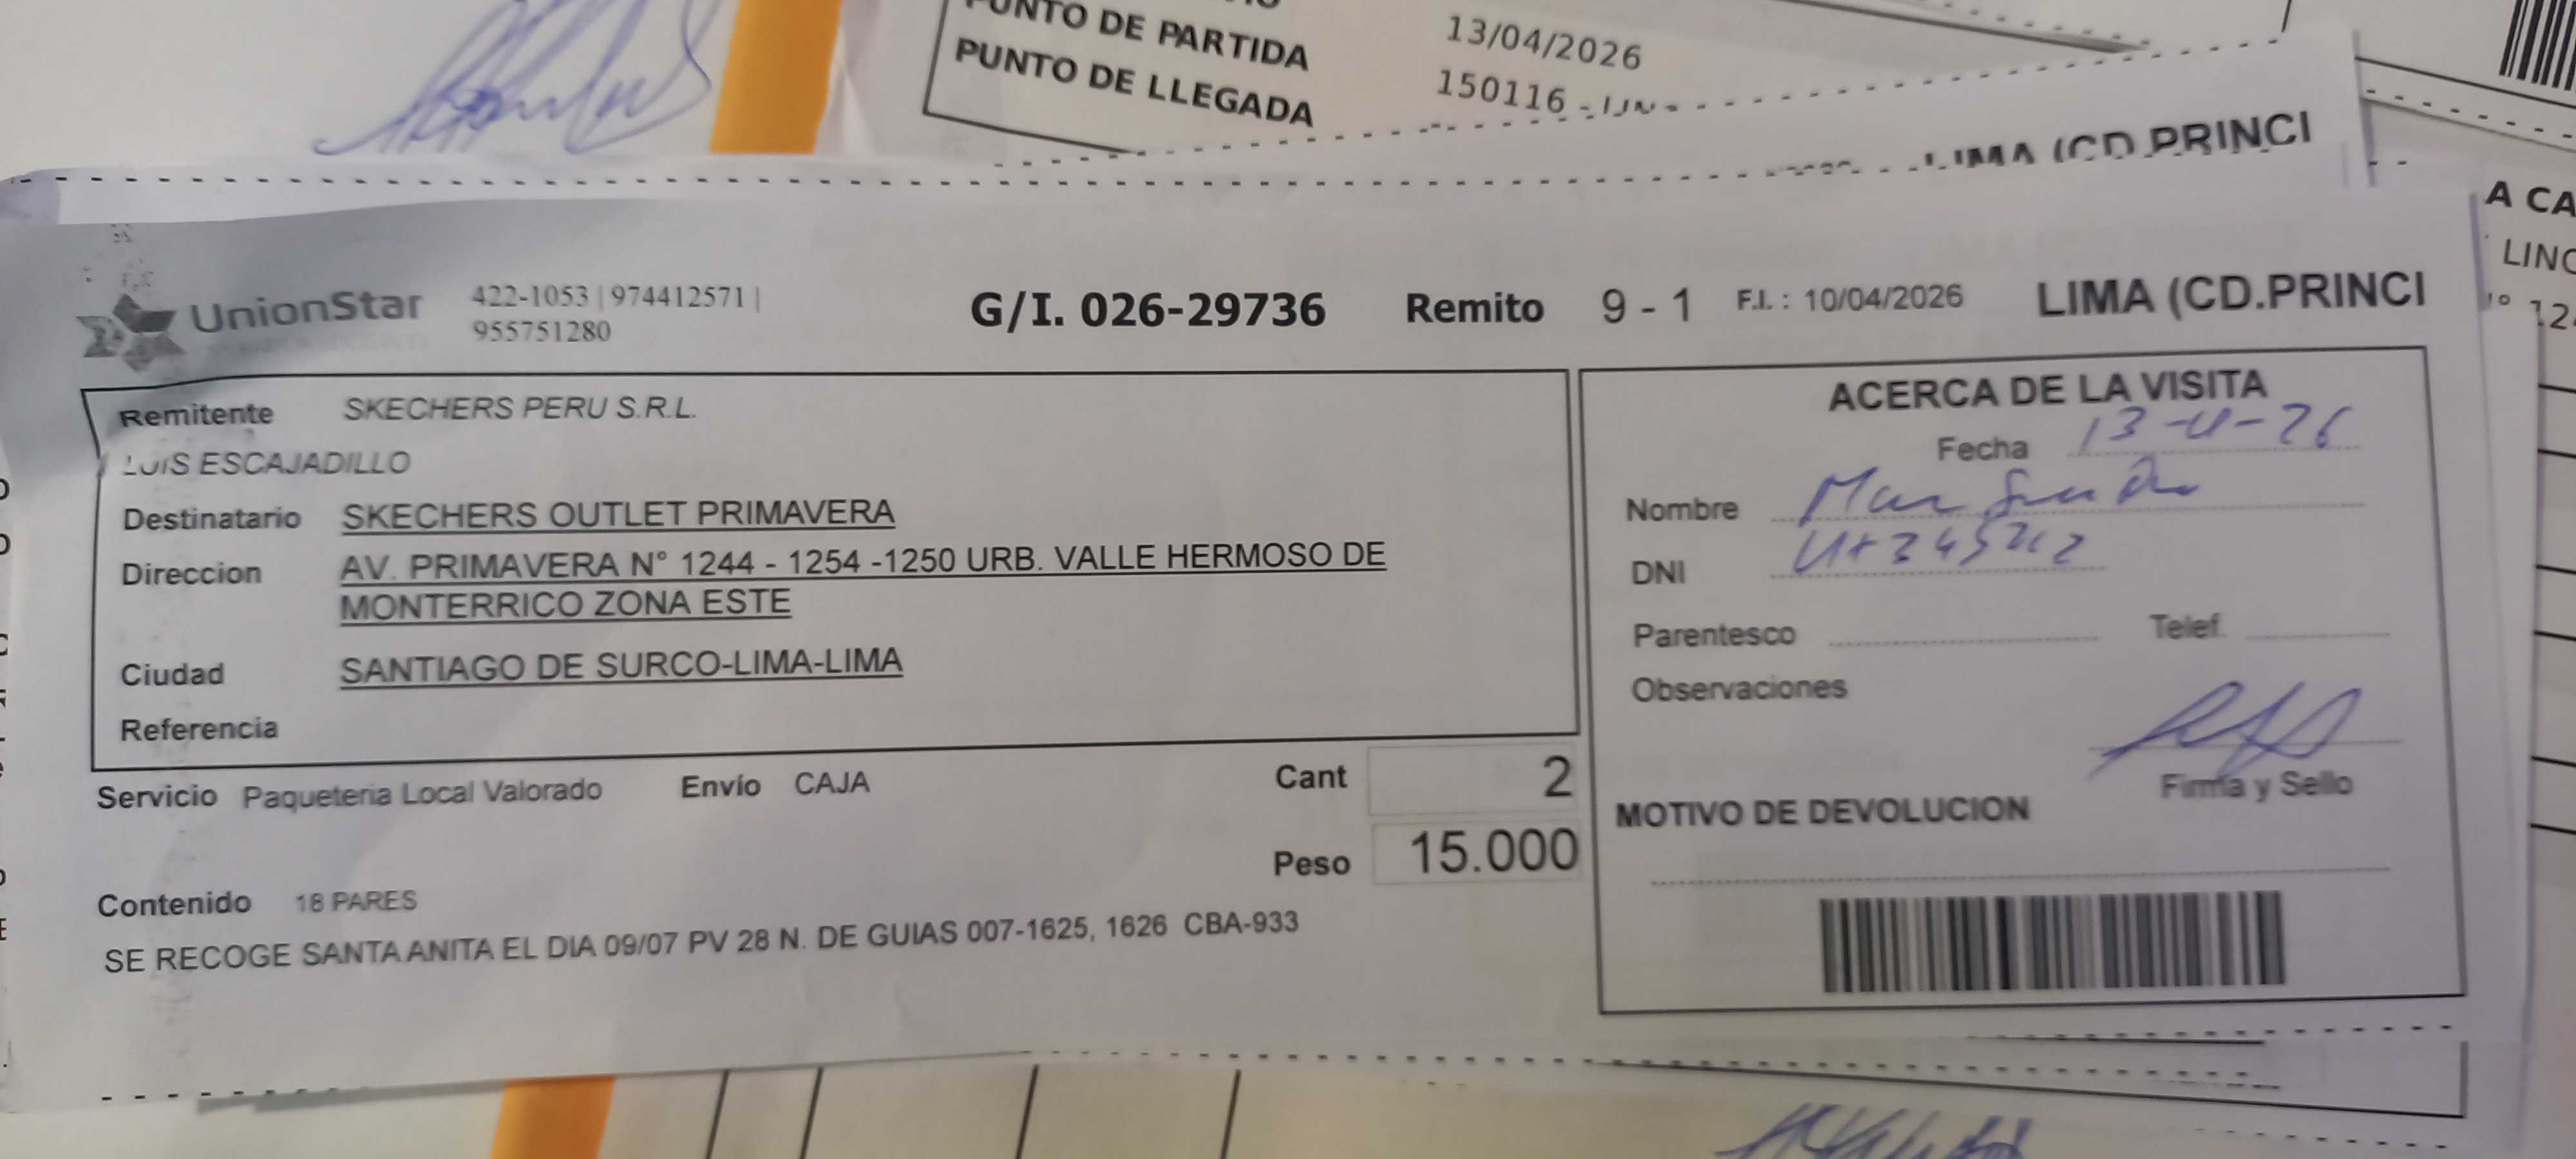 PUNTO DE PARTIDA 13/04/2026
PUNTO DE LLEGADA 150116 -
LIMA (CD.PRINCI
A CA
LINC
UnionStar 422-1053 | 974412571 |
955751280
G/I. 026-29736 Remito 9 - 1 F.I. : 10/04/2026 LIMA (CD.PRINCI
Remitente SKECHERS PERU S.R.L.
LUIS ESCAJADILLO
Destinatario SKECHERS OUTLET PRIMAVERA
Direccion AV. PRIMAVERA N° 1244 - 1254 -1250 URB. VALLE HERMOSO DE
MONTERRICO ZONA ESTE
Ciudad SANTIAGO DE SURCO-LIMA-LIMA
Referencia
Servicio Paqueteria Local Valorado Envío CAJA
Cant 2
Peso 15.000
Contenido 18 PARES
SE RECOGE SANTA ANITA EL DIA 09/07 PV 28 N. DE GUIAS 007-1625, 1626 CBA-933
ACERCA DE LA VISITA
Fecha 13-4-26
Nombre
DNI
Parentesco Telef.
Observaciones
Firma y Sello
MOTIVO DE DEVOLUCION